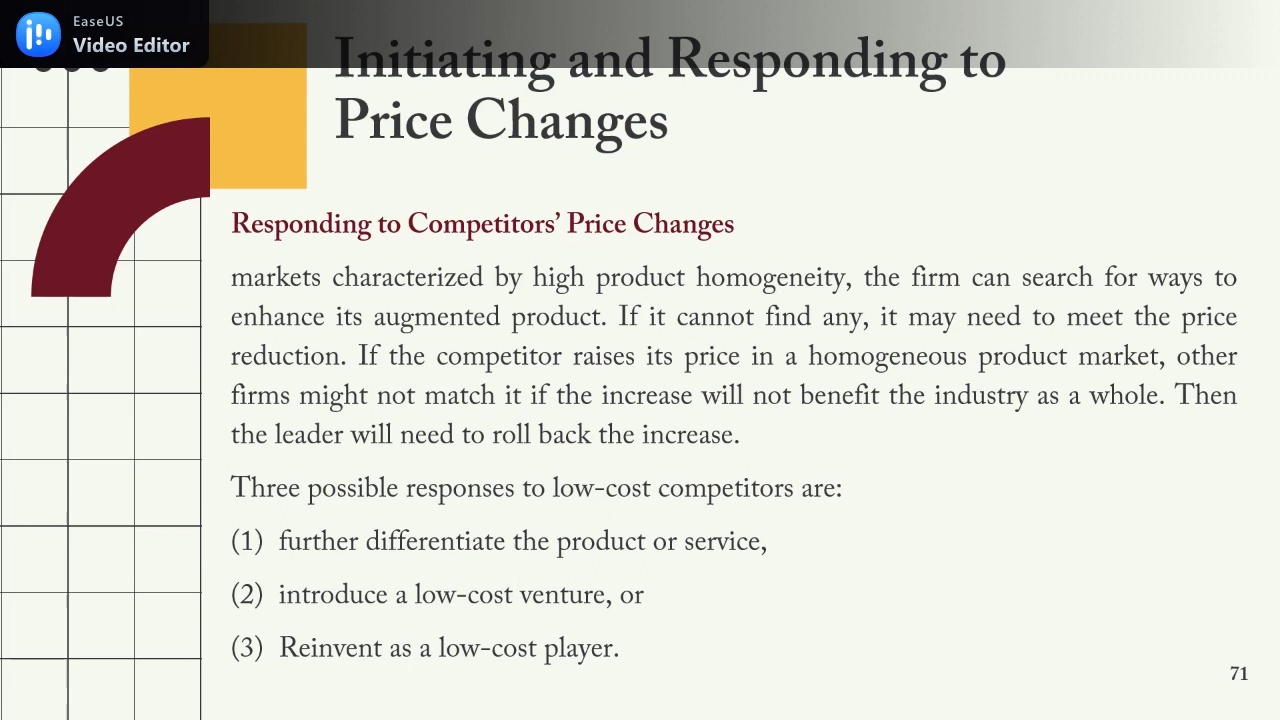 EaseUS
Video Editor
Initiating and Responding to
Price Changes
Responding to Competitors’ Price Changes
markets characterized by high product homogeneity, the firm can search for ways to
enhance its augmented product. If it cannot find any, it may need to meet the price
reduction. If the competitor raises its price in a homogeneous product market, other
firms might not match it if the increase will not benefit the industry as a whole. Then
the leader will need to roll back the increase.
Three possible responses to low-cost competitors are:
(1) further differentiate the product or service,
(2) introduce a low-cost venture, or
(3) Reinvent as a low-cost player.
71